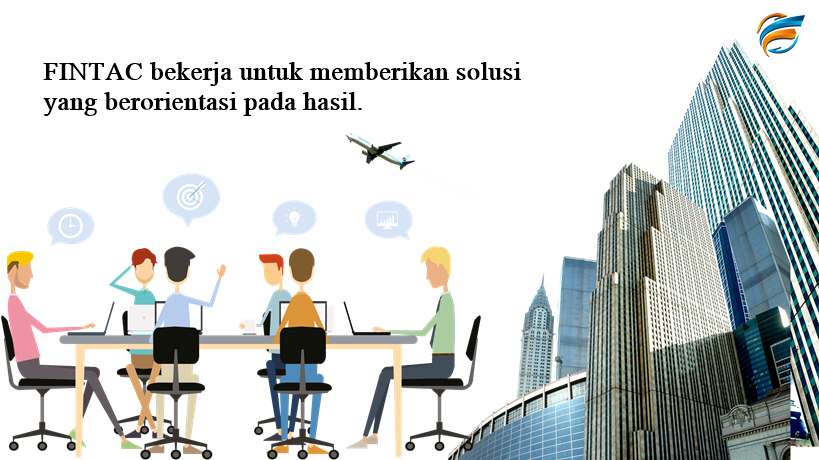 FINTAC bekerja untuk memberikan solusi
yang berorientasi pada hasil.